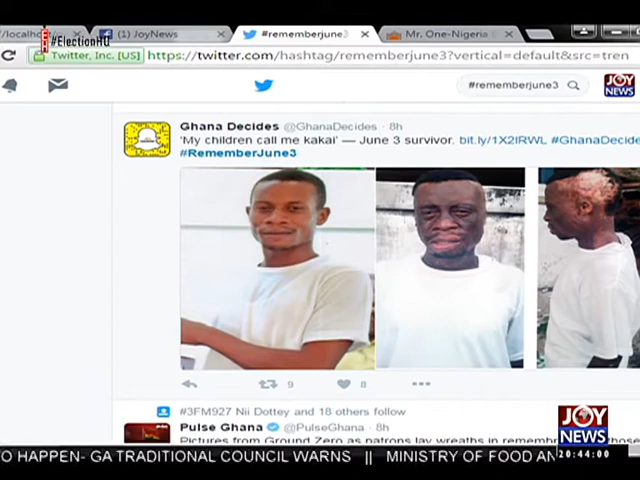 #ElectionHQ
(1) JoyNews
#rememberjune3
Mr. One-Nigeria
Twitter, Inc. [US]
https://twitter.com/hashtag/rememberjune3?vertical=default&src=tren
#rememberjune3
JOY
NEWS
Ghana Decides @GhanaDecides · 8h
'My children call me kakai' — June 3 survivor. bit.ly/1X2IRWL #GhanaDecide
#RememberJune3
9
8
#3FM927 Nii Dottey and 18 others follow
Pulse Ghana @PulseGhana · 8h
Pictures from Ground Zero as patrons lay wreaths in
JOY
NEWS
20:44:00
O HAPPEN- GA TRADITIONAL COUNCIL WARNS || MINISTRY OF FOOD AN